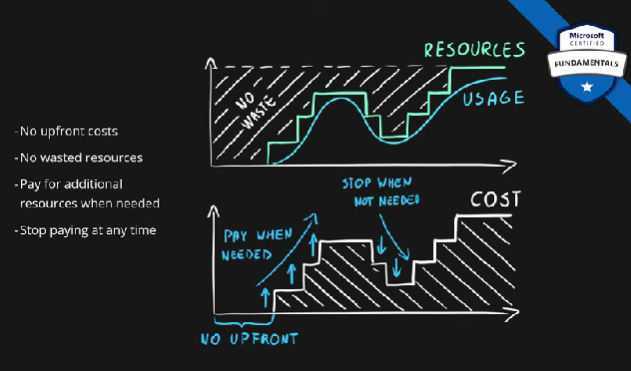 Microsoft
CERTIFIED
FUNDAMENTALS
RESOURCES
USAGE
NO
WASTE
- No upfront costs
- No wasted resources
- Pay for additional
resources when needed
- Stop paying at any time
STOP WHEN
NOT NEEDED
COST
PAY WHEN
NEEDED
NO UPFRONT